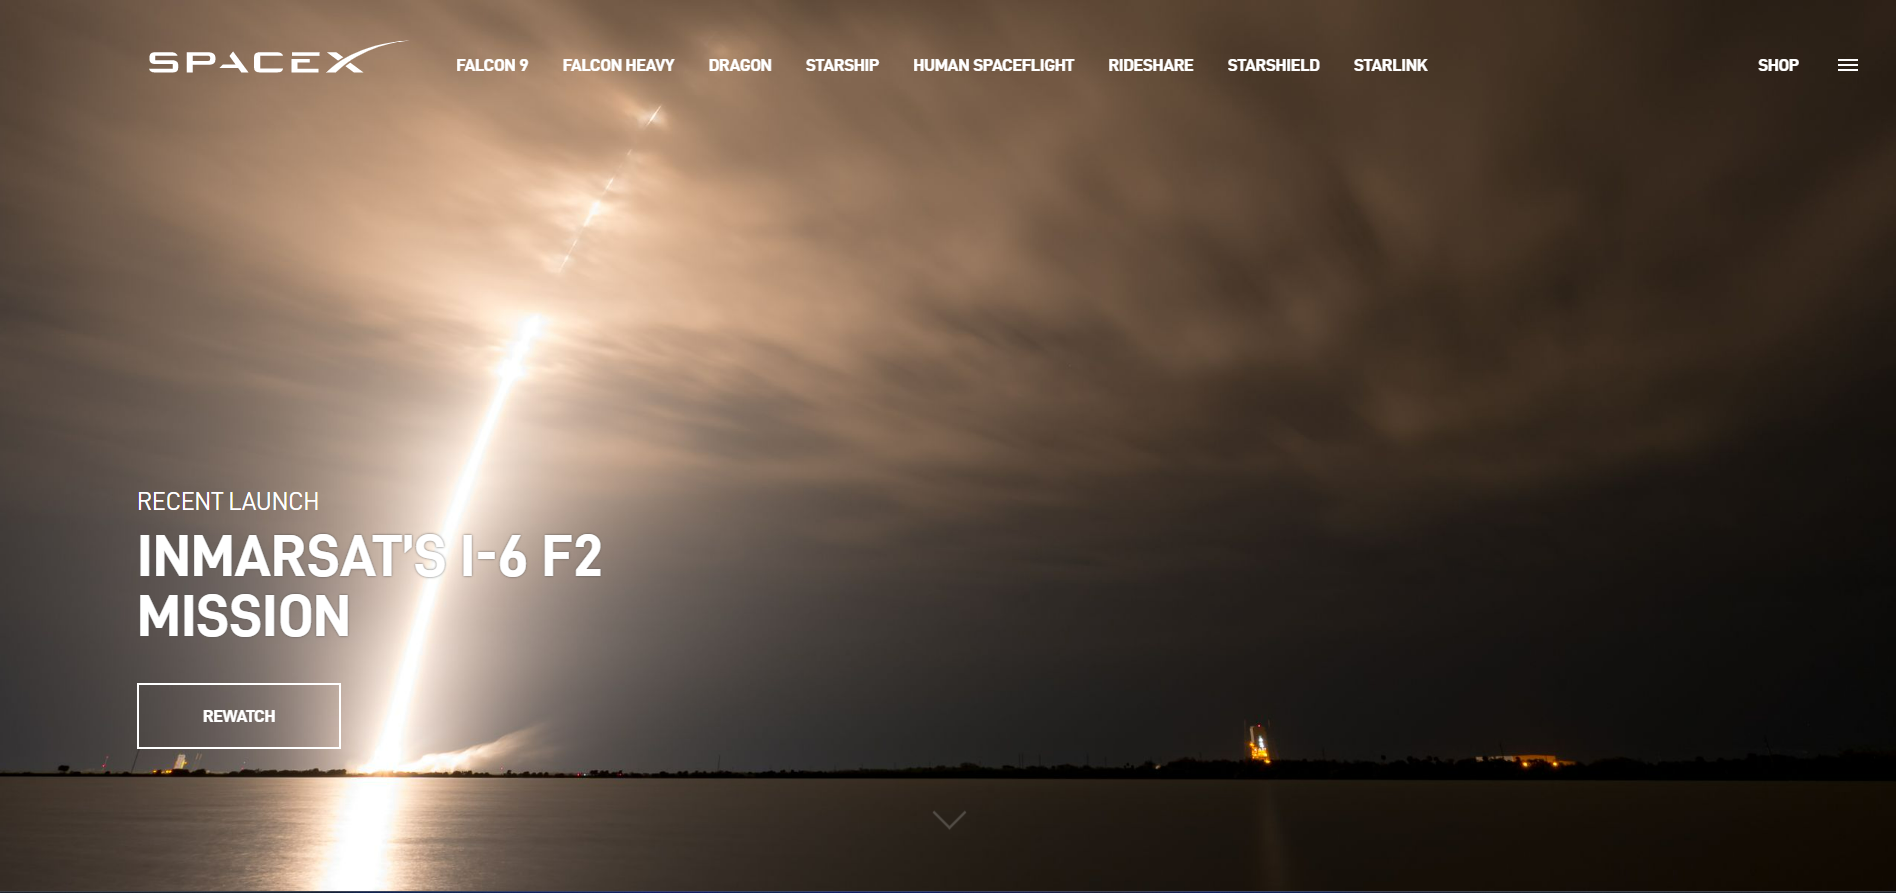 SPACEX
FALCON 9
FALCON HEAVY
DRAGON
STARSHIP
HUMAN SPACEFLIGHT
RIDESHARE
STARSHIELD
STARLINK
SHOP
RECENT LAUNCH
INMARSAT'S I-6 F2
MISSION
REWATCH